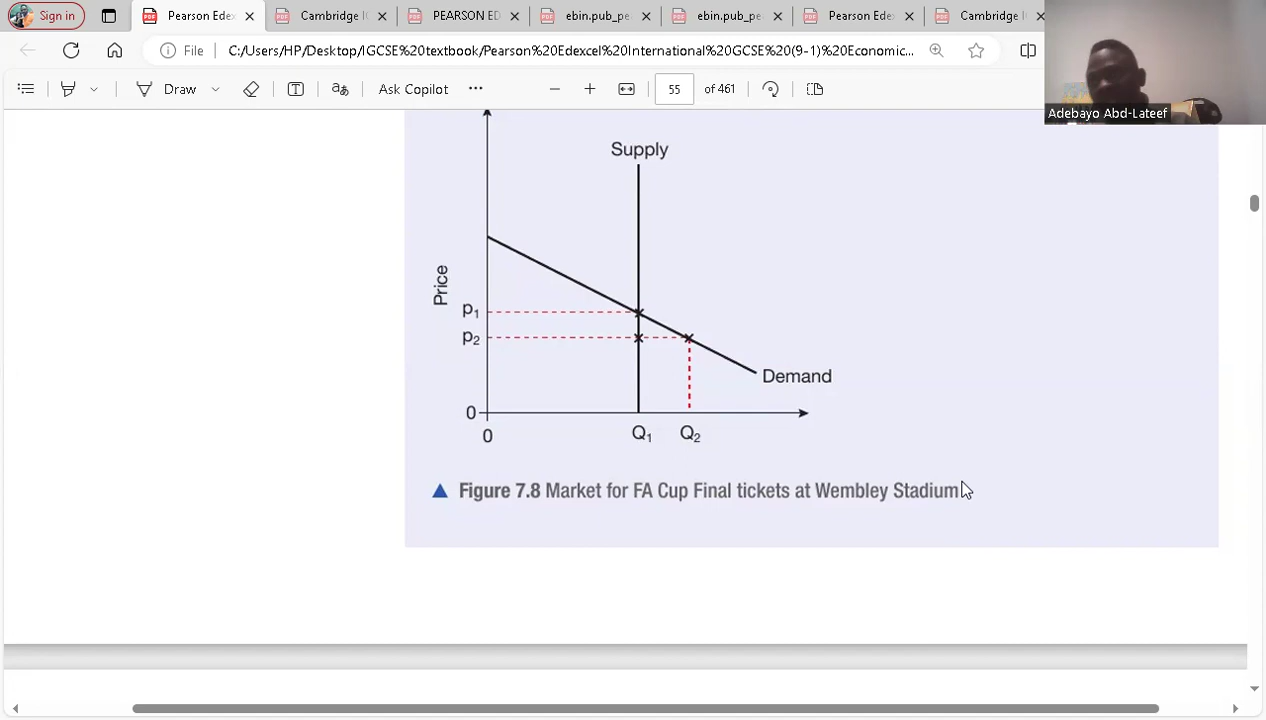 Sign in
Pearson Edex
Cambridge I
PEARSON ED
ebin.pub_pe
ebin.pub_pe
Pearson Edex
Cambridge I
File
C:/Users/HP/Desktop/IGCSE%20textbook/Pearson%20Edexcel%20International%20GCSE%20(9-1)%20Economic...
Draw
Ask Copilot
55
of 461
Adebayo Abd-Lateef
Supply
Price
p₁
p₂
Demand
0
0
Q₁
Q₂
Figure 7.8 Market for FA Cup Final tickets at Wembley Stadium